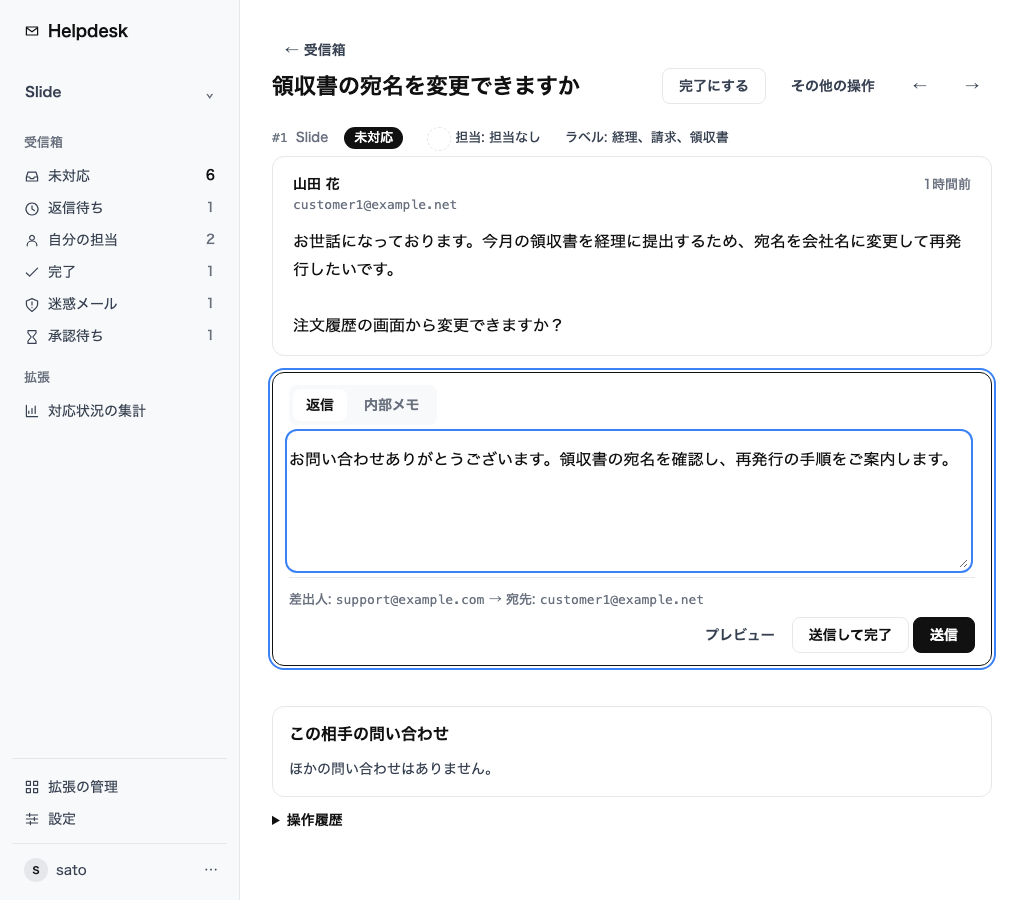 Helpdesk
Slide
受信箱
未対応 6
返信待ち 1
自分の担当 2
完了 1
迷惑メール 1
承認待ち 1
拡張
対応状況の集計
拡張の管理
設定
S sato ...
← 受信箱
領収書の宛名を変更できますか
完了にする その他の操作 ← →
#1 Slide 未対応 担当: 担当なし ラベル: 経理、請求、領収書
山田 花 1時間前
customer1@example.net
お世話になっております。今月の領収書を経理に提出するため、宛名を会社名に変更して再発
行したいです。
注文履歴の画面から変更できますか？
返信 内部メモ
お問い合わせありがとうございます。領収書の宛名を確認し、再発行の手順をご案内します。
差出人: support@example.com → 宛先: customer1@example.net
プレビュー 送信して完了 送信
この相手の問い合わせ
ほかの問い合わせはありません。
▶ 操作履歴